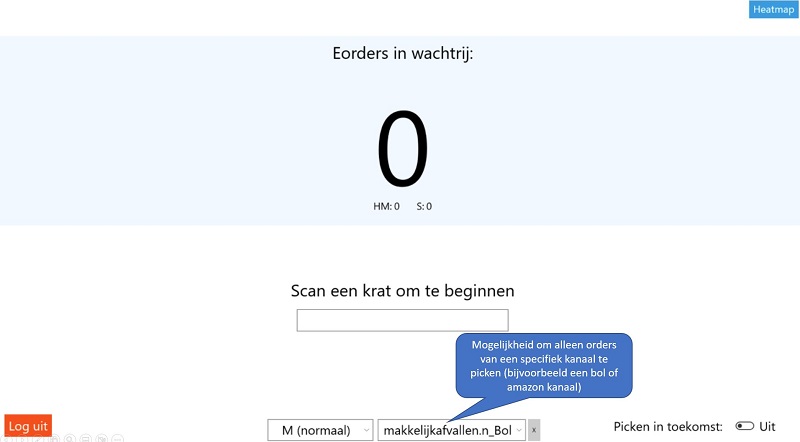 Heatmap
Eorders in wachtrij:
0
HM: 0 S: 0
Scan een krat om te beginnen
Mogelijkheid om alleen orders
van een specifiek kanaal te
picken (bijvoorbeeld een bol of
amazon kanaal)
Log uit
M (normaal)
makkelijkafvallen.n_Bol
x
Picken in toekomst:
Uit